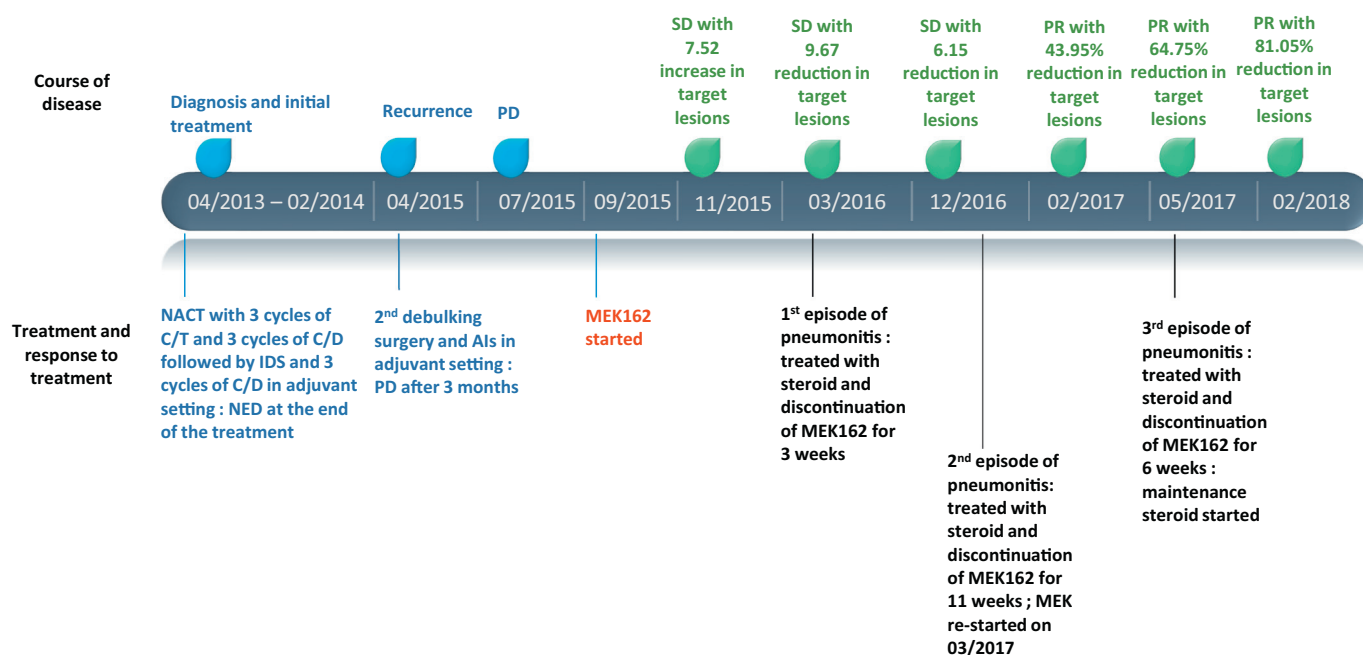 Course of
disease
Diagnosis and initial
treatment
Recurrence
PD
SD with
7.52
increase in
target
lesions
SD with
9.67
reduction in
target
lesions
SD with
6.15
reduction in
target
lesions
PR with
43.95%
reduction in
target
lesions
PR with
64.75%
reduction in
target
lesions
PR with
81.05%
reduction in
target
lesions
04/2013 – 02/2014
04/2015
07/2015
09/2015
11/2015
03/2016
12/2016
02/2017
05/2017
02/2018
Treatment and
response to
treatment
NACT with 3 cycles of
C/T and 3 cycles of C/D
followed by IDS and 3
cycles of C/D in adjuvant
setting : NED at the end
of the treatment
2nd debulking
surgery and AIs in
adjuvant setting :
PD after 3 months
MEK162
started
1st episode of
pneumonitis :
treated with
steroid and
discontinuation
of MEK162 for
3 weeks
2nd episode of
pneumonitis:
treated with
steroid and
discontinuation
of MEK162 for
11 weeks ; MEK
re-started on
03/2017
3rd episode of
pneumonitis :
treated with
steroid and
discontinuation
of MEK162 for
6 weeks :
maintenance
steroid started